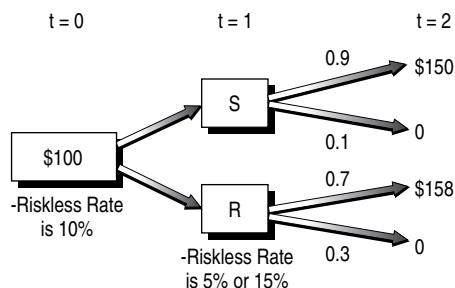 t = 0
t = 1
t = 2
0.9
$150
S
0.1
0
$100
-Riskless Rate
is 10%
0.7
$158
R
0.3
0
-Riskless Rate
is 5% or 15%